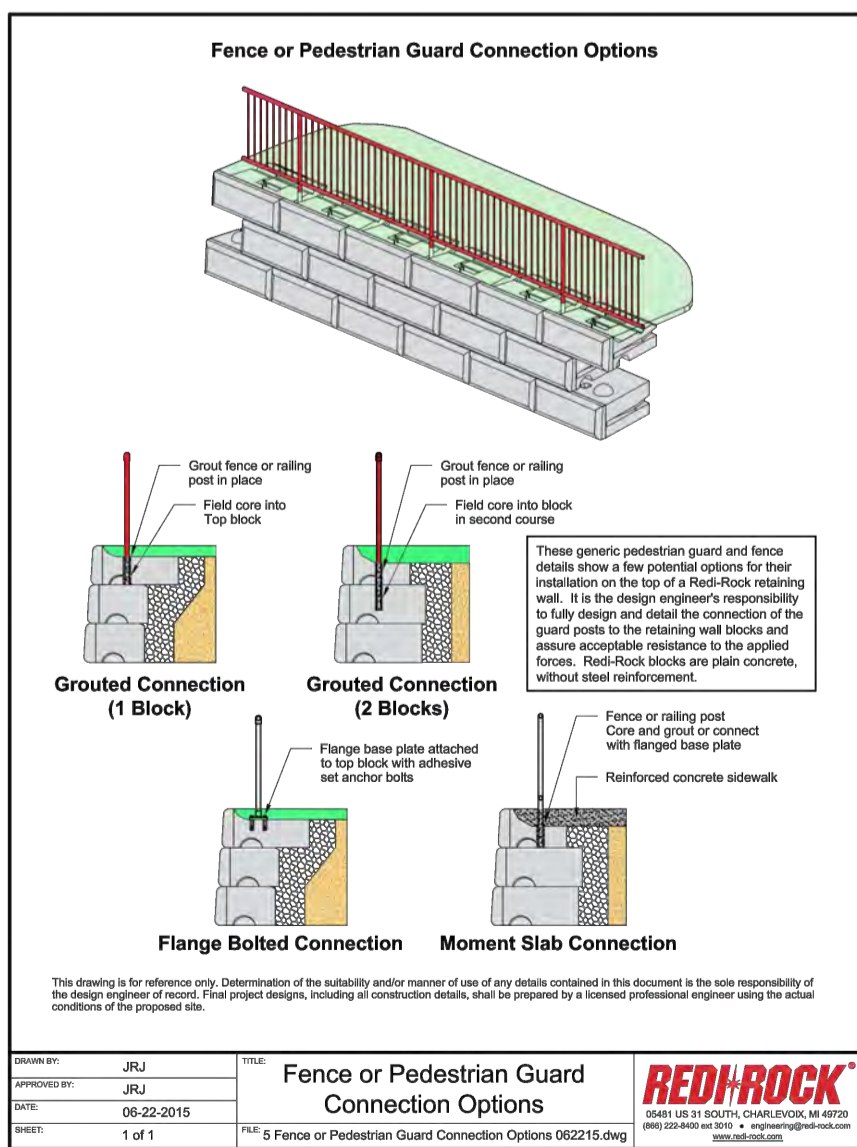 Fence or Pedestrian Guard Connection Options
Grout fence or railing
post in place
Field core into
Top block
Grouted Connection
(1 Block)
Grout fence or railing
post in place
Field core into block
in second course
Grouted Connection
(2 Blocks)
These generic pedestrian guard and fence
details show a few potential options for their
installation on the top of a Redi-Rock retaining
wall. It is the design engineer's responsibility
to fully design and detail the connection of the
guard posts to the retaining wall blocks and
assure acceptable resistance to the applied
forces. Redi-Rock blocks are plain concrete,
without steel reinforcement.
Flange base plate attached
to top block with adhesive
set anchor bolts
Flange Bolted Connection
Fence or railing post
Core and grout or connect
with flanged base plate
Reinforced concrete sidewalk
Moment Slab Connection
This drawing is for reference only. Determination of the suitability and/or manner of use of any details contained in this document is the sole responsibility of
the design engineer of record. Final project designs, including all construction details, shall be prepared by a licensed professional engineer using the actual
conditions of the proposed site.
DRAWN BY: JRJ
APPROVED BY: JRJ
DATE: 06-22-2015
SHEET: 1 of 1
TITLE: Fence or Pedestrian Guard
Connection Options
FILE: 5 Fence or Pedestrian Guard Connection Options 062215.dwg
REDI ROCK®
05481 US 31 SOUTH, CHARLEVOIX, MI 49720
(866) 222-8400 ext 3010 • engineering@redi-rock.com
www.redi-rock.com